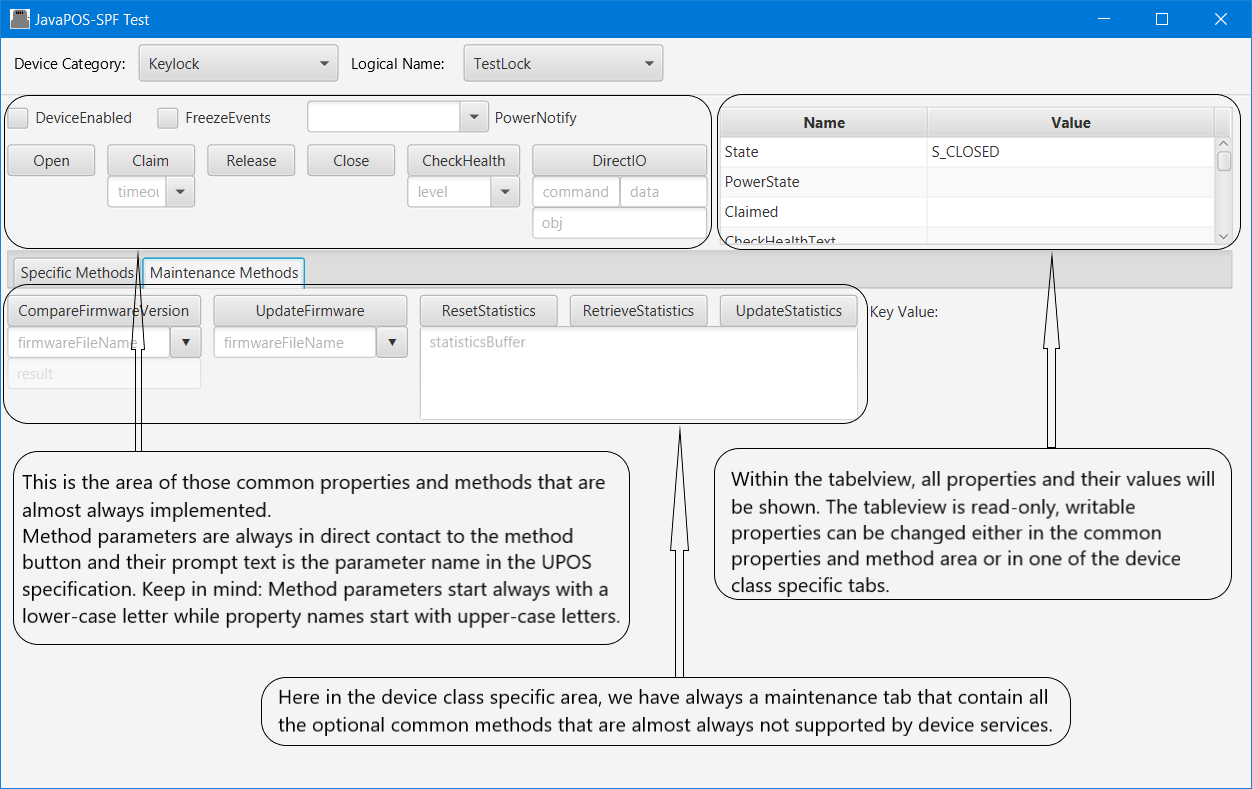 JavaPOS-SPF Test
Device Category: Keylock Logical Name: TestLock
DeviceEnabled FreezeEvents PowerNotify
Open Claim Release Close CheckHealth DirectIO
timeou level command data
obj
Name Value
State S_CLOSED
PowerState
Claimed
CheckHealthText
Specific Methods Maintenance Methods
CompareFirmwareVersion UpdateFirmware ResetStatistics RetrieveStatistics UpdateStatistics Key Value:
firmwareFileName firmwareFileName statisticsBuffer
result
This is the area of those common properties and methods that are
almost always implemented.
Method parameters are always in direct contact to the method
button and their prompt text is the parameter name in the UPOS
specification. Keep in mind: Method parameters start always with a
lower-case letter while property names start with upper-case letters.
Within the tabelview, all properties and their values will
be shown. The tableview is read-only, writable
properties can be changed either in the common
properties and method area or in one of the device
class specific tabs.
Here in the device class specific area, we have always a maintenance tab that contain all
the optional common methods that are almost always not supported by device services.